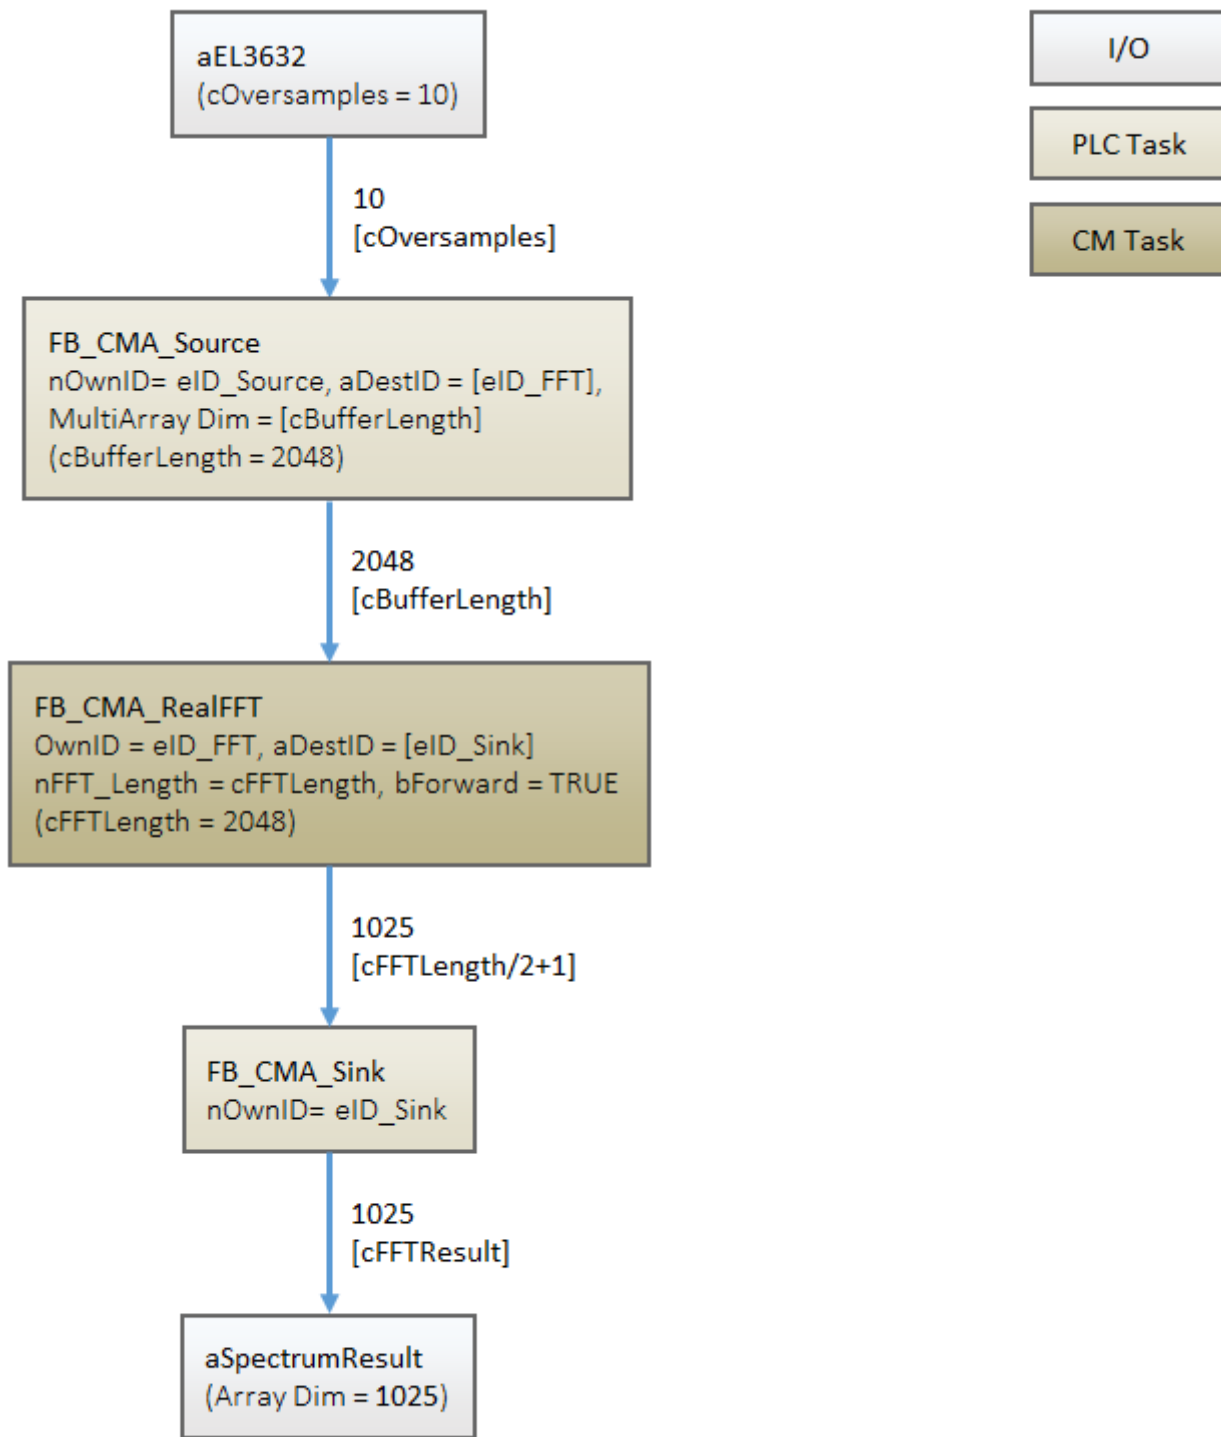 aEL3632
(cOversamples = 10)
10
[cOversamples]
FB_CMA_Source
nOwnID= eID_Source, aDestID = [eID_FFT],
MultiArray Dim = [cBufferLength]
(cBufferLength = 2048)
2048
[cBufferLength]
FB_CMA_RealFFT
OwnID = eID_FFT, aDestID = [eID_Sink]
nFFT_Length = cFFTLength, bForward = TRUE
(cFFTLength = 2048)
1025
[cFFTLength/2+1]
FB_CMA_Sink
nOwnID= eID_Sink
1025
[cFFTResult]
aSpectrumResult
(Array Dim = 1025)
I/O
PLC Task
CM Task